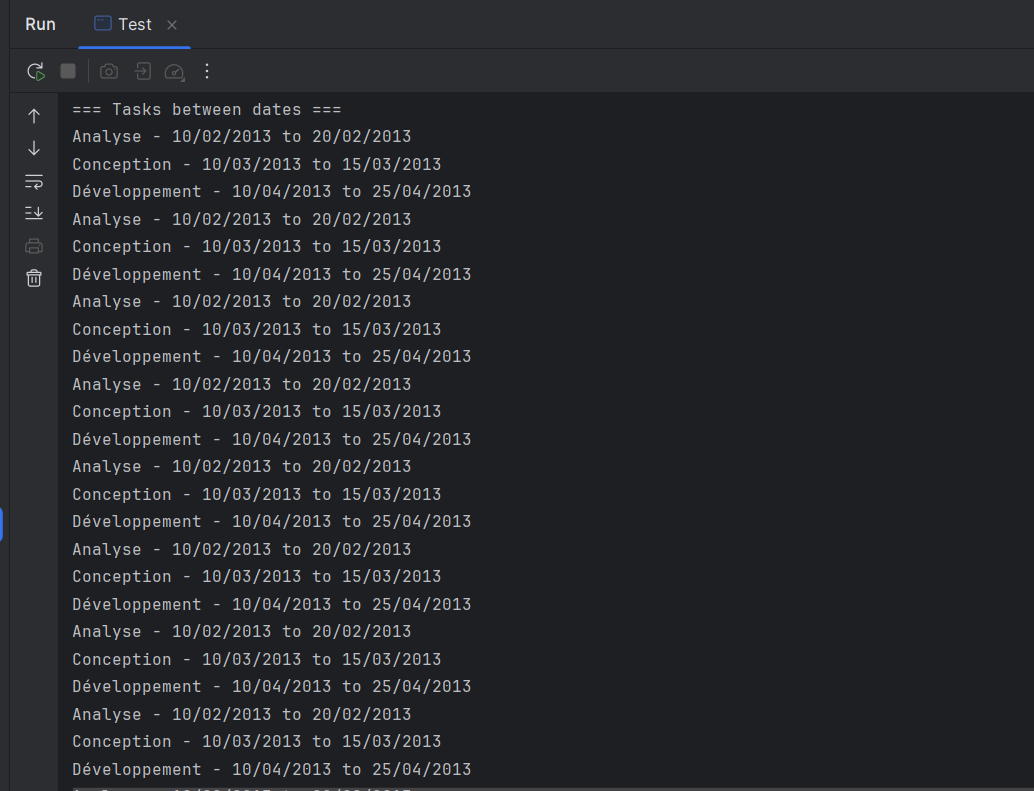 Run Test
=== Tasks between dates ===
Analyse - 10/02/2013 to 20/02/2013
Conception - 10/03/2013 to 15/03/2013
Développement - 10/04/2013 to 25/04/2013
Analyse - 10/02/2013 to 20/02/2013
Conception - 10/03/2013 to 15/03/2013
Développement - 10/04/2013 to 25/04/2013
Analyse - 10/02/2013 to 20/02/2013
Conception - 10/03/2013 to 15/03/2013
Développement - 10/04/2013 to 25/04/2013
Analyse - 10/02/2013 to 20/02/2013
Conception - 10/03/2013 to 15/03/2013
Développement - 10/04/2013 to 25/04/2013
Analyse - 10/02/2013 to 20/02/2013
Conception - 10/03/2013 to 15/03/2013
Développement - 10/04/2013 to 25/04/2013
Analyse - 10/02/2013 to 20/02/2013
Conception - 10/03/2013 to 15/03/2013
Développement - 10/04/2013 to 25/04/2013
Analyse - 10/02/2013 to 20/02/2013
Conception - 10/03/2013 to 15/03/2013
Développement - 10/04/2013 to 25/04/2013
Analyse - 10/02/2013 to 20/02/2013
Conception - 10/03/2013 to 15/03/2013
Développement - 10/04/2013 to 25/04/2013